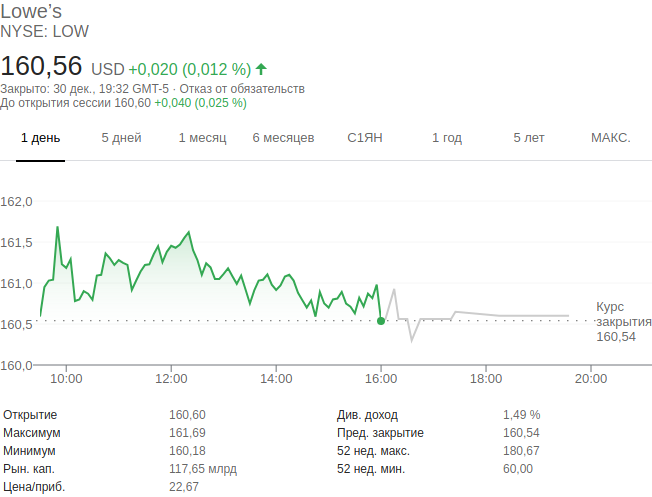 Lowe's
NYSE: LOW
160,56 USD +0,020 (0,012 %)
Закрыто: 30 дек., 19:32 GMT-5 · Отказ от обязательств
До открытия сессии 160,60 +0,040 (0,025 %)
1 день 5 дней 1 месяц 6 месяцев С1ЯН 1 год 5 лет МАКС.
162,0
161,5
161,0
160,5
160,0
Курс
закрытия
160,54
10:00 12:00 14:00 16:00 18:00 20:00
Открытие 160,60 Див. доход 1,49 %
Максимум 161,69 Пред. закрытие 160,54
Минимум 160,18 52 нед. макс. 180,67
Рын. кап. 117,65 млрд 52 нед. мин. 60,00
Цена/приб. 22,67